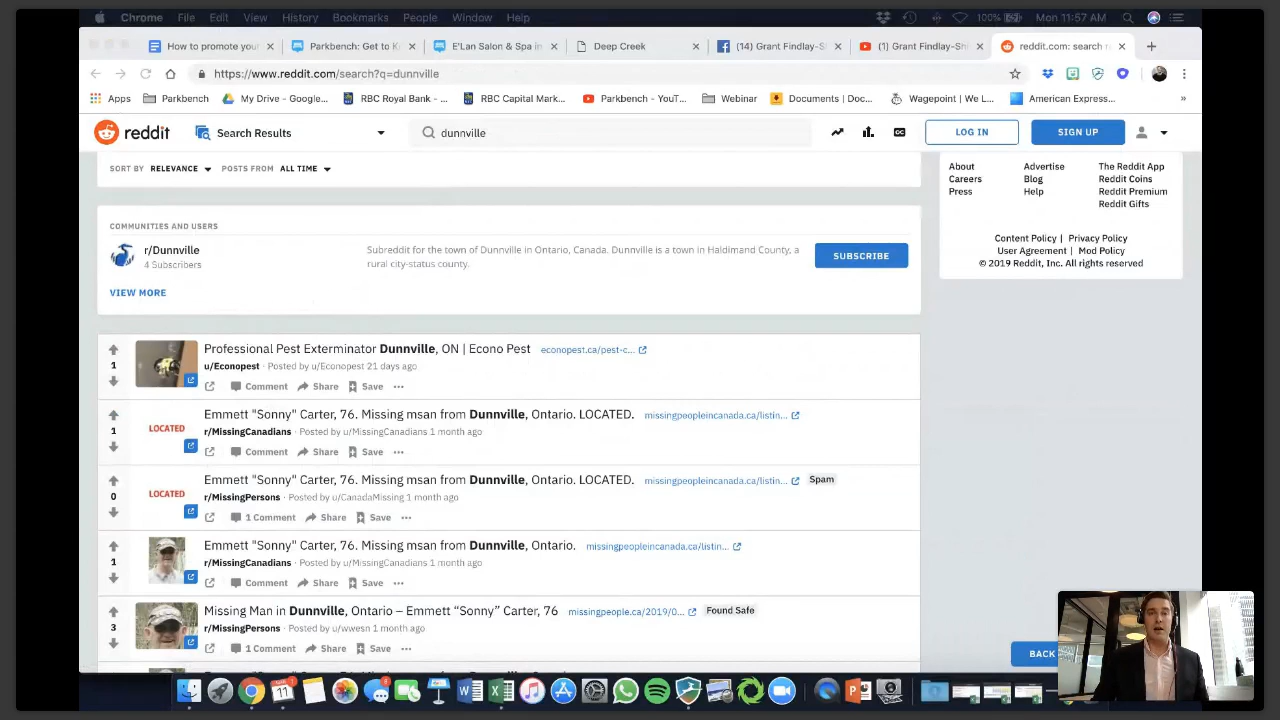 Chrome File Edit View History Bookmarks People Window Help 100% Mon 11:57 AM
How to promote your Parkbench: Get to K E'Lan Salon & Spa in Deep Creek (14) Grant Findlay-Sh (1) Grant Findlay-Shi reddit.com: search r
https://www.reddit.com/search?q=dunnville
Apps Parkbench My Drive - Google... RBC Royal Bank -... RBC Capital Mark... Parkbench - YouT... Webinar Documents | Doc... Wagepoint | We L... American Express... »
reddit Search Results dunnville LOG IN SIGN UP
SORT BY RELEVANCE POSTS FROM ALL TIME
About Advertise The Reddit App
Careers Blog Reddit Coins
Press Help Reddit Premium
Reddit Gifts
Content Policy | Privacy Policy
User Agreement | Mod Policy
© 2019 Reddit, Inc. All rights reserved
COMMUNITIES AND USERS
r/Dunnville
4 Subscribers
Subreddit for the town of Dunnville in Ontario, Canada. Dunnville is a town in Haldimand County, a
rural city-status county.
SUBSCRIBE
VIEW MORE
Professional Pest Exterminator Dunnville, ON | Econo Pest econopest.ca/pest-c...
1
u/Econopest · Posted by u/Econopest 21 days ago
Comment Share Save ...
Emmett "Sonny" Carter, 76. Missing msan from Dunnville, Ontario. LOCATED. missingpeopleincanada.ca/listin...
1
LOCATED
r/MissingCanadians · Posted by u/MissingCanadians 1 month ago
Comment Share Save ...
Emmett "Sonny" Carter, 76. Missing msan from Dunnville, Ontario. LOCATED. missingpeopleincanada.ca/listin... Spam
0
LOCATED
r/MissingPersons · Posted by u/CanadaMissing 1 month ago
1 Comment Share Save ...
Emmett "Sonny" Carter, 76. Missing msan from Dunnville, Ontario. missingpeopleincanada.ca/listin...
1
r/MissingCanadians · Posted by u/MissingCanadians 1 month ago
Comment Share Save ...
Missing Man in Dunnville, Ontario – Emmett “Sonny” Carter, 76 missingpeople.ca/2019/0... Found Safe
3
r/MissingPersons · Posted by u/wwesn 1 month ago
1 Comment Share Save ...
BACK